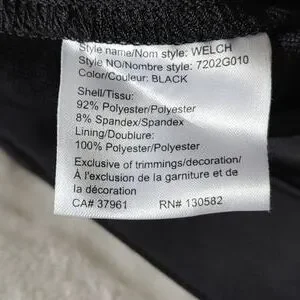 Style name/Nom style: WELCH
Style NO/Nombre style: 7202G010
Color/Couleur: BLACK
Shell/Tissu:
92% Polyester/Polyester
8% Spandex/Spandex
Lining/Doublure:
100% Polyester/Polyester
Exclusive of trimmings/decoration/
À l'exclusion de la garniture et de
la décoration
CA# 37961 RN# 130582